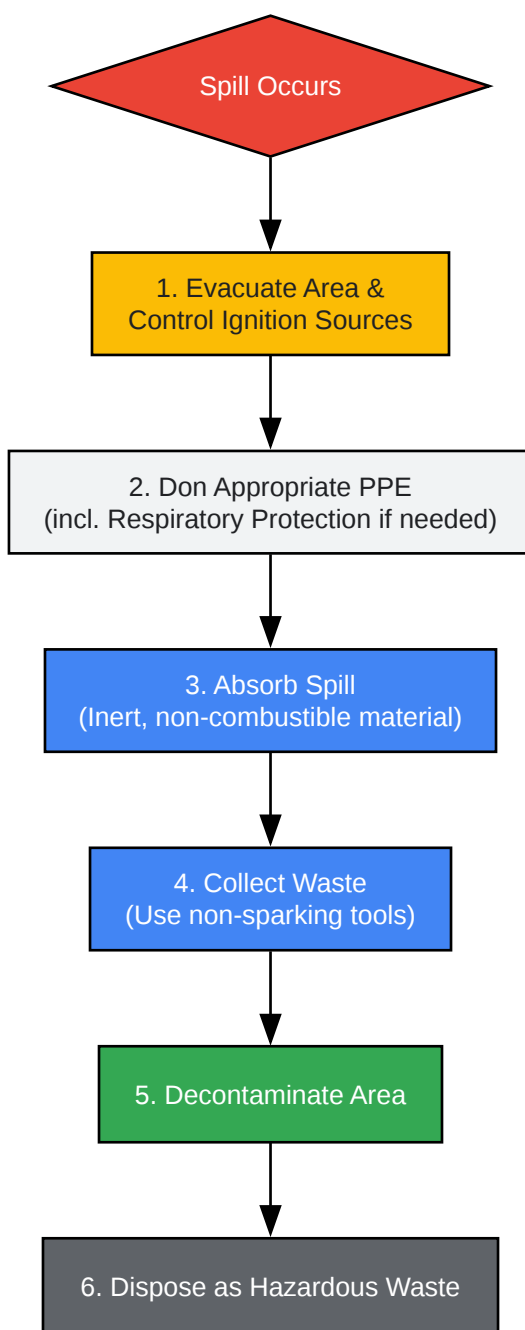 Spill Occurs
1. Evacuate Area &
Control Ignition Sources
2. Don Appropriate PPE
(incl. Respiratory Protection if needed)
3. Absorb Spill
(Inert, non-combustible material)
4. Collect Waste
(Use non-sparking tools)
5. Decontaminate Area
6. Dispose as Hazardous Waste